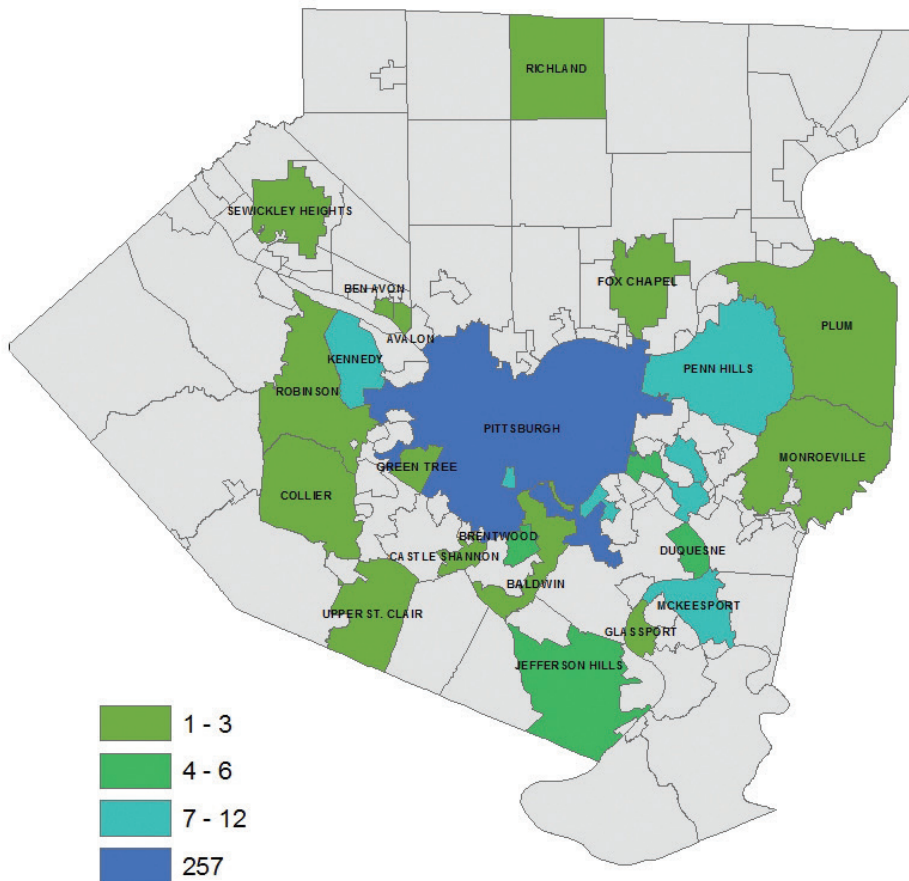 RICHLAND
SEWICKLEY HEIGHTS
FOX CHAPEL
BEN AVON
PLUM
AVALON
KENNEDY
PENN HILLS
ROBINSON
PITTSBURGH
MONROEVILLE
GREEN TREE
COLLIER
BRENTWOOD
DUQUESNE
CASTLE SHANNON
BALDWIN
MCKEESPORT
UPPER ST. CLAIR
GLASSPORT
JEFFERSON HILLS
1 - 3
4 - 6
7 - 12
257